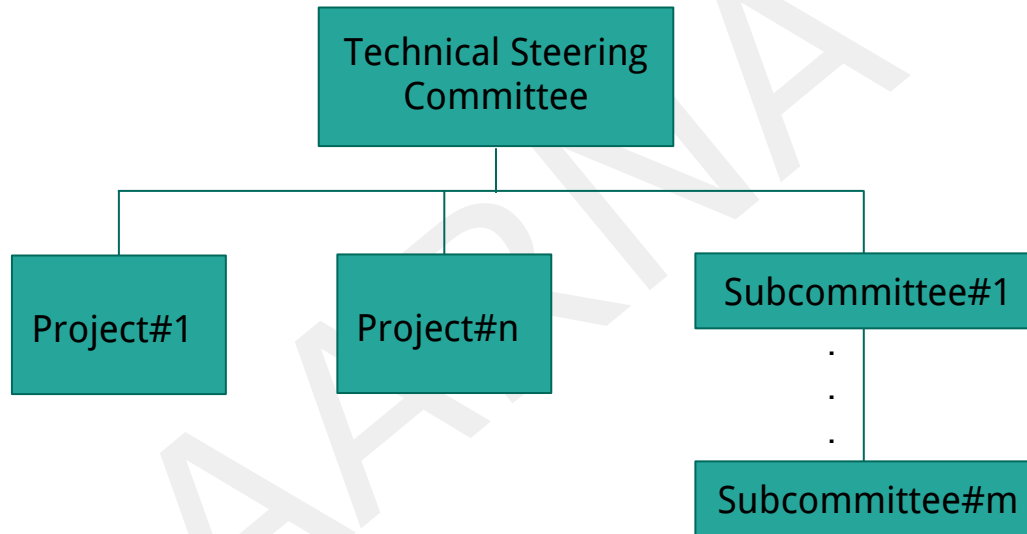 Technical Steering
Committee
Project#1
Project#n
Subcommittee#1
.
.
.
Subcommittee#m
AARNA